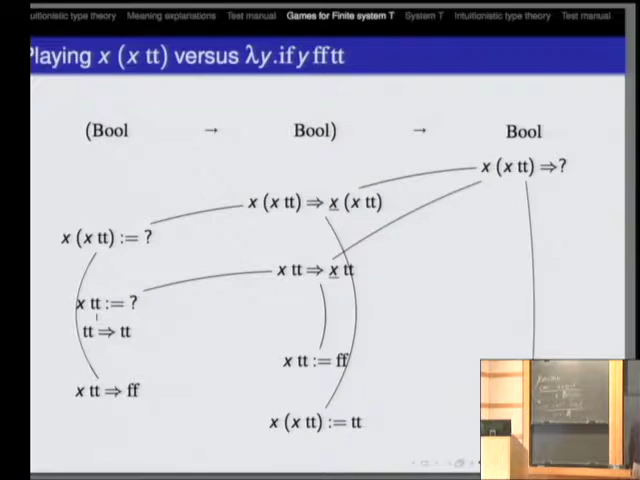 uitionistic type theory Meaning explanations Test manual Games for Finite system T System T Intuitionistic type theory Test manual
Playing x (x tt) versus λy.if y ff tt
(Bool → Bool) → Bool
x (x tt) ⇒ ?
x (x tt) ⇒ x (x tt)
x (x tt) := ?
x tt ⇒ x tt
x tt := ?
tt ⇒ tt
x tt := ff
x tt ⇒ ff
x (x tt) := tt